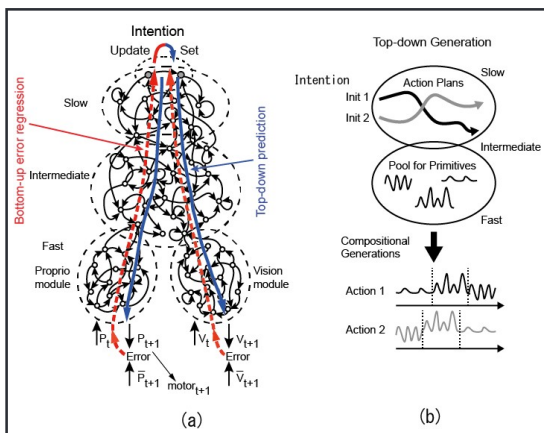 Intention
Update
Set
Slow
Bottom-up error regression
Top-down prediction
Intermediate
Fast
Proprio
module
Vision
module
P_t
P_t+1
V_t
V_t+1
Error
Error
P̅_t+1
motor_t+1
V̅_t+1
(a)
Top-down Generation
Slow
Intention
Action Plans
Init 1
Init 2
Intermediate
Pool for Primitives
Fast
Compositional
Generations
Action 1
Action 2
(b)